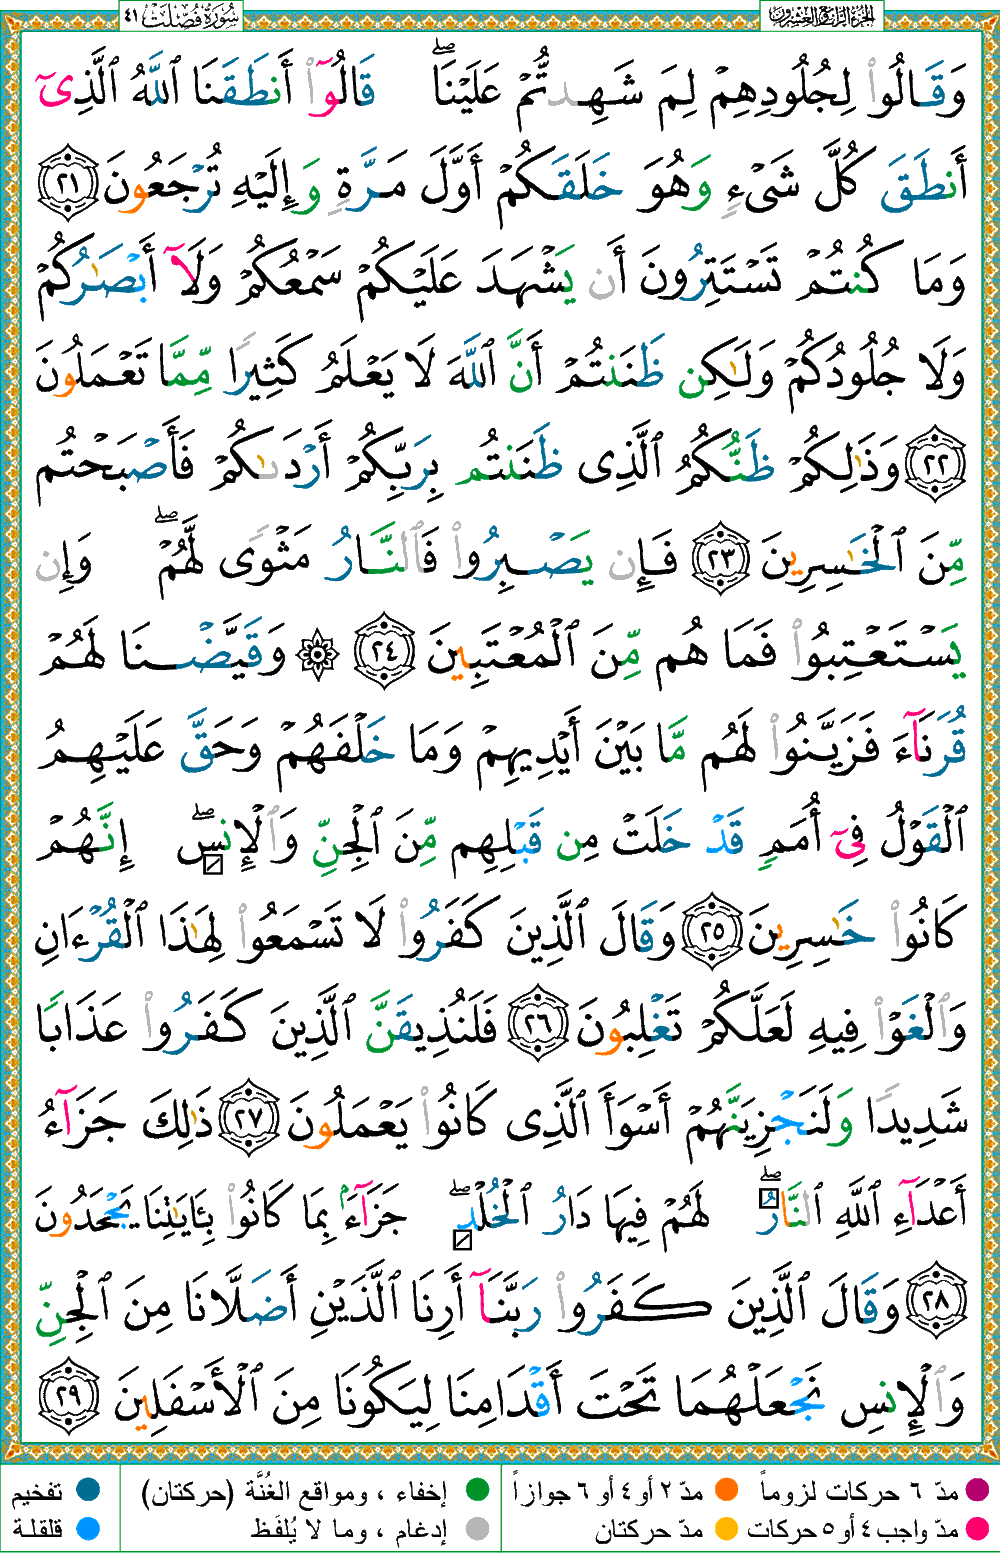 الجزء الرابع والعشرون
سُورَةُ فُصِّلَتْ ٤١
وَقَالُوا۟ لِجُلُودِهِمْ لِمَ شَهِدتُّمْ عَلَيْنَا ۖ قَالُوٓا۟ أَنطَقَنَا ٱللَّهُ ٱلَّذِىٓ
أَنطَقَ كُلَّ شَىْءٍ وَهُوَ خَلَقَكُمْ أَوَّلَ مَرَّةٍ وَإِلَيْهِ تُرْجَعُونَ ٢١
وَمَا كُنتُمْ تَسْتَتِرُونَ أَن يَشْهَدَ عَلَيْكُمْ سَمْعُكُمْ وَلَآ أَبْصَـٰرُكُمْ
وَلَا جُلُودُكُمْ وَلَـٰكِن ظَنَنتُمْ أَنَّ ٱللَّهَ لَا يَعْلَمُ كَثِيرًا مِّمَّا تَعْمَلُونَ
٢٢ وَذَٰلِكُمْ ظَنُّكُمُ ٱلَّذِى ظَنَنتُم بِرَبِّكُمْ أَرْدَىٰكُمْ فَأَصْبَحْتُم
مِّنَ ٱلْخَـٰسِرِينَ ٢٣ فَإِن يَصْبِرُوا۟ فَٱلنَّارُ مَثْوًى لَّهُمْ ۖ وَإِن
يَسْتَعْتِبُوا۟ فَمَا هُم مِّنَ ٱلْمُعْتَبِينَ ٢٤ ۞ وَقَيَّضْنَا لَهُمْ
قُرَنَآءَ فَزَيَّنُوا۟ لَهُم مَّا بَيْنَ أَيْدِيهِمْ وَمَا خَلْفَهُمْ وَحَقَّ عَلَيْهِمُ
ٱلْقَوْلُ فِىٓ أُمَمٍ قَدْ خَلَتْ مِن قَبْلِهِم مِّنَ ٱلْجِنِّ وَٱلْإِنسِ ۖ إِنَّهُمْ
كَانُوا۟ خَـٰسِرِينَ ٢٥ وَقَالَ ٱلَّذِينَ كَفَرُوا۟ لَا تَسْمَعُوا۟ لِهَـٰذَا ٱلْقُرْءَانِ
وَٱلْغَوْا۟ فِيهِ لَعَلَّكُمْ تَغْلِبُونَ ٢٦ فَلَنُذِيقَنَّ ٱلَّذِينَ كَفَرُوا۟ عَذَابًا
شَدِيدًا وَلَنَجْزِيَنَّهُمْ أَسْوَأَ ٱلَّذِى كَانُوا۟ يَعْمَلُونَ ٢٧ ذَٰلِكَ جَزَآءُ
أَعْدَآءِ ٱللَّهِ ٱلنَّارُ ۖ لَهُمْ فِيهَا دَارُ ٱلْخُلْدِ ۖ جَزَآءًۢ بِمَا كَانُوا۟ بِـَٔايَـٰتِنَا يَجْحَدُونَ
٢٨ وَقَالَ ٱلَّذِينَ كَفَرُوا۟ رَبَّنَآ أَرِنَا ٱلَّذَيْنِ أَضَلَّانَا مِنَ ٱلْجِنِّ
وَٱلْإِنسِ نَجْعَلْهُمَا تَحْتَ أَقْدَامِنَا لِيَكُونَا مِنَ ٱلْأَسْفَلِينَ ٢٩
مدّ ٦ حركات لزوماً
مدّ ٢ أو ٤ أو ٦ جوازاً
إخفاء ، ومواقع الغُنَّة (حركتان)
تفخيم
مدّ واجب ٤ أو ٥ حركات
مدّ حركتان
إدغام ، وما لا يُلفَظ
قلقلة